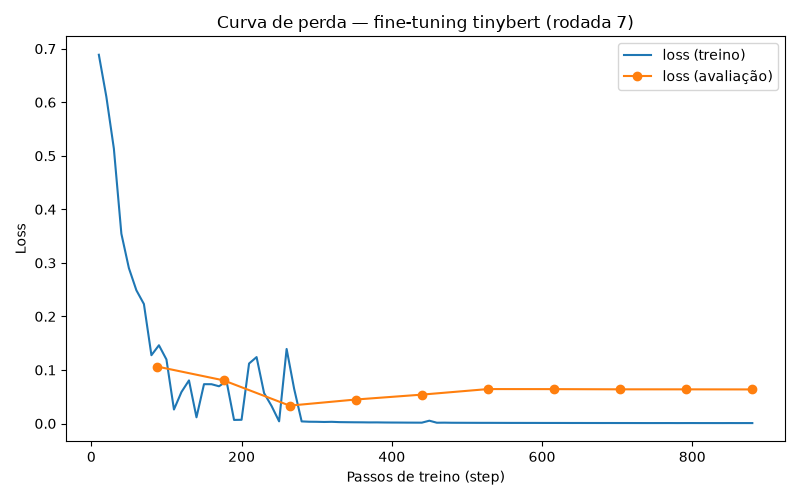 Curva de perda — fine-tuning tinybert (rodada 7)
loss (treino)
loss (avaliação)
Loss
0.7
0.6
0.5
0.4
0.3
0.2
0.1
0.0
0 200 400 600 800
Passos de treino (step)